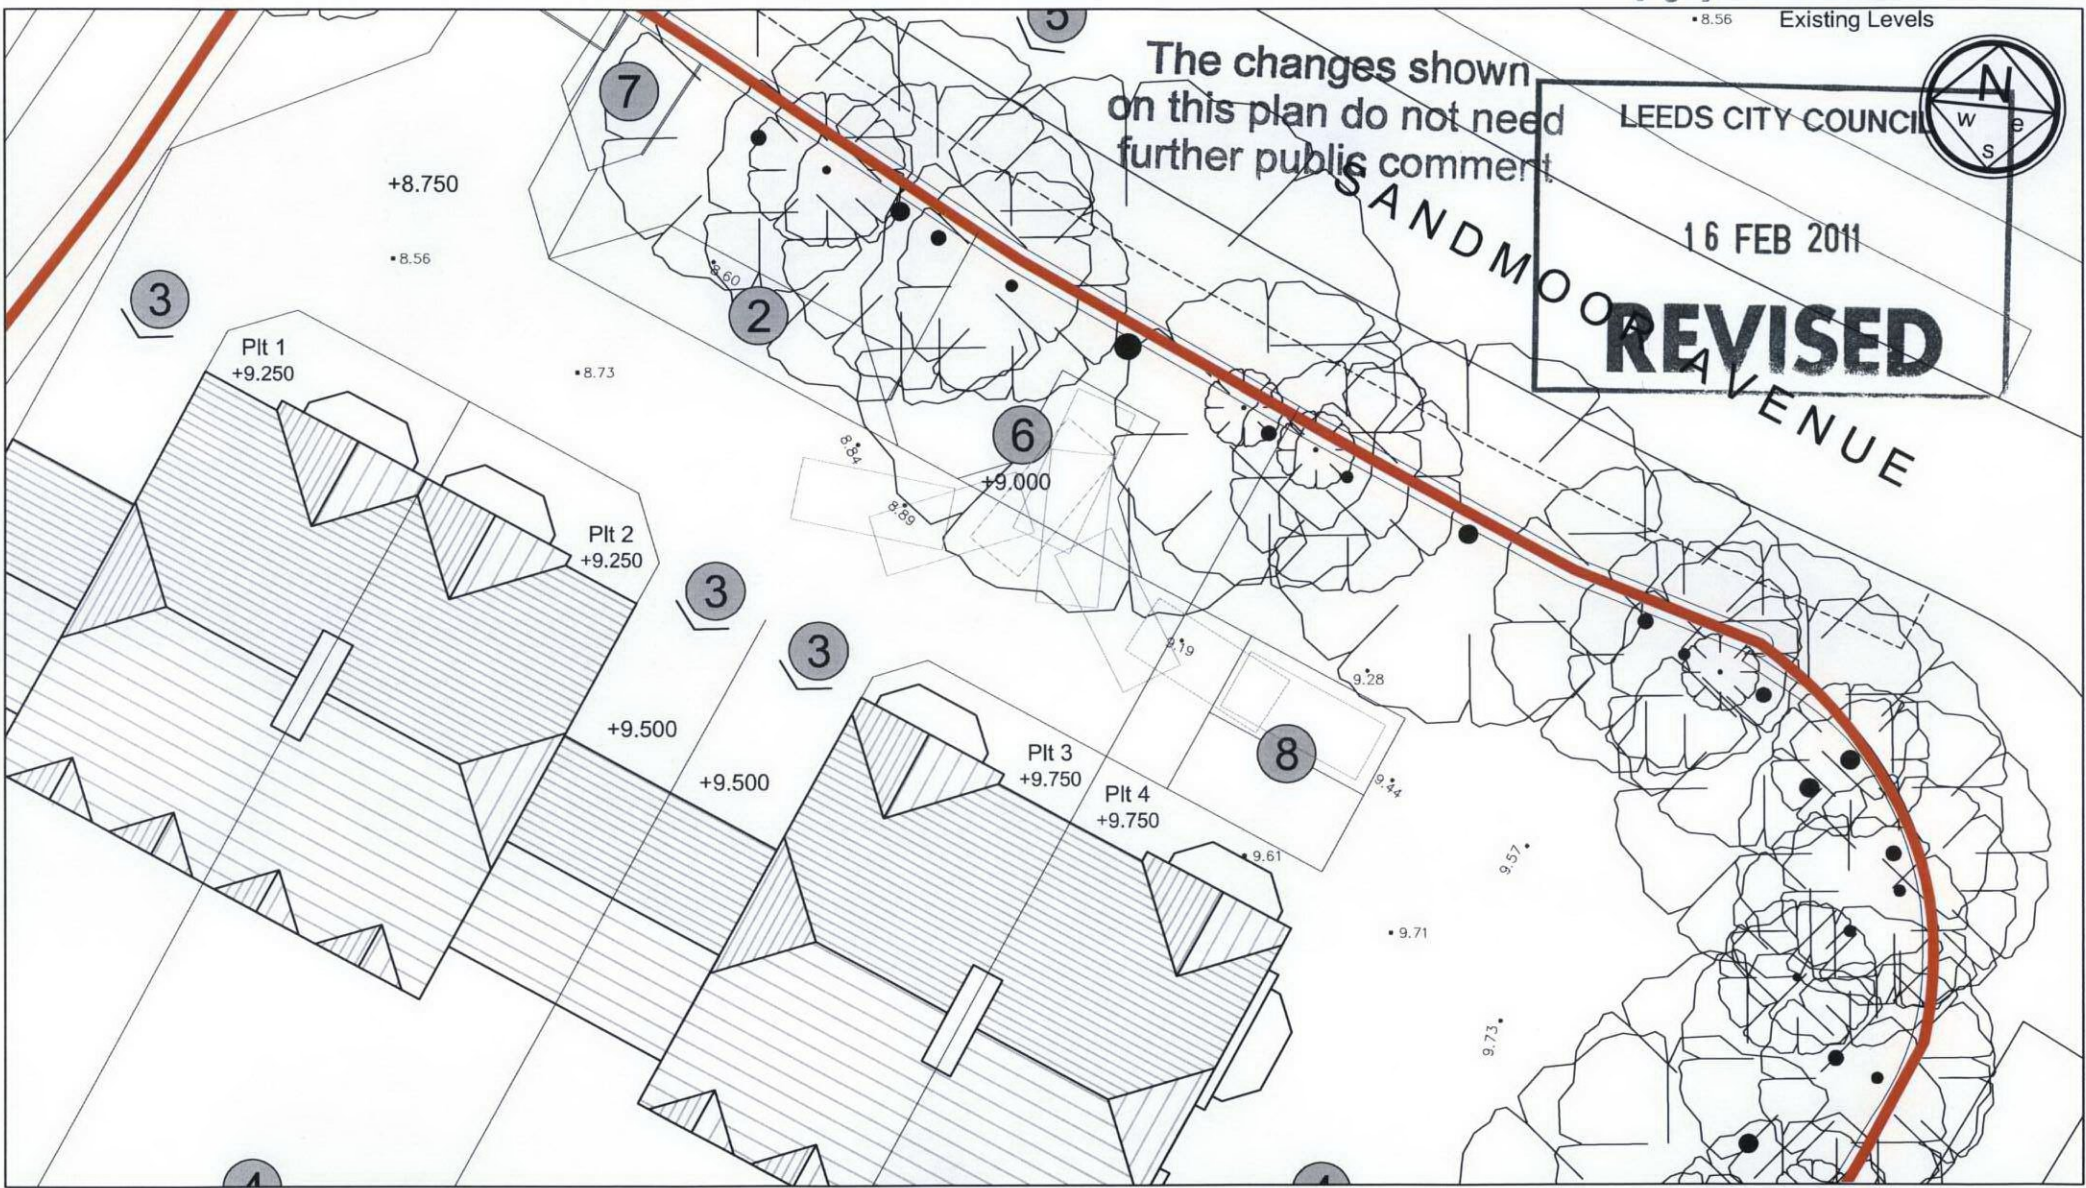 8.56 Existing Levels
5
The changes shown
on this plan do not need
further public comment
LEEDS CITY COUNCIL
16 FEB 2011
REVISED
N
w e
s
SANDMOOR AVENUE
7
+8.750
8.56
3
8.60
2
Plt 1
+9.250
8.73
6
+9.000
8.84
8.89
Plt 2
+9.250
3
3
9.19
9.28
+9.500
+9.500
Plt 3
+9.750
8
9.44
Plt 4
+9.750
9.61
9.57
9.71
9.73
4
4